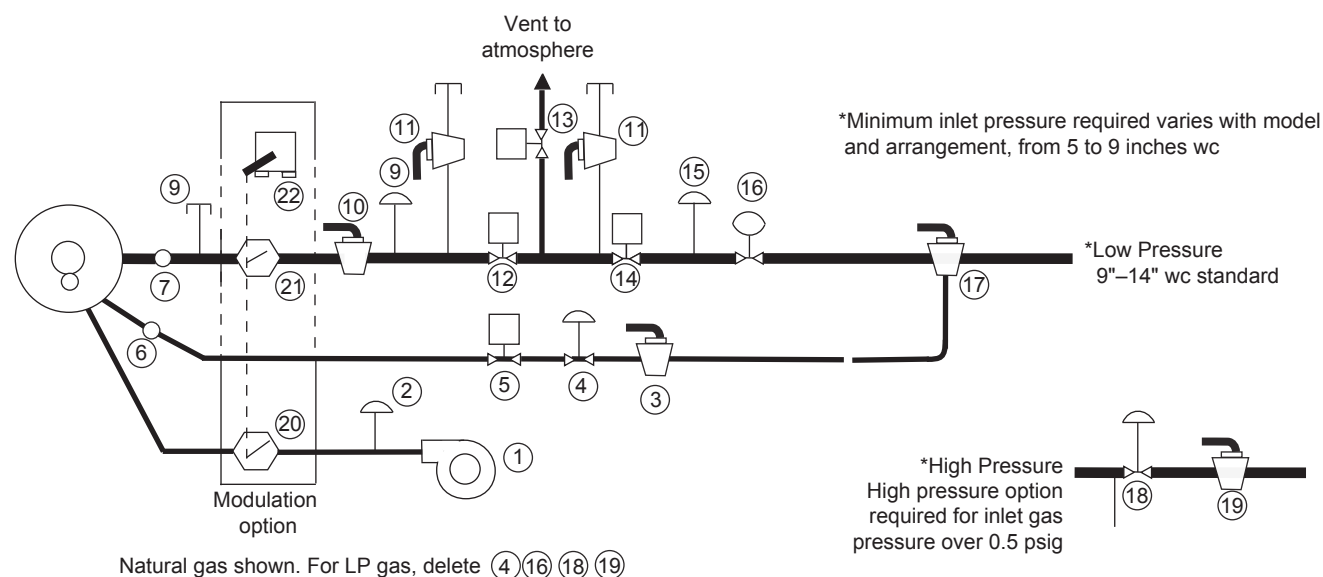 Vent to
atmosphere
*Minimum inlet pressure required varies with model
and arrangement, from 5 to 9 inches wc
11
13
11
9
22
9
10
15
16
7
21
12
14
17
*Low Pressure
9"–14" wc standard
6
5
4
3
2
20
1
Modulation
option
*High Pressure
High pressure option
required for inlet gas
pressure over 0.5 psig
18
19
Natural gas shown. For LP gas, delete 4 16 18 19